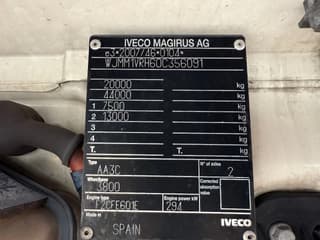 IVECO MAGIRUS AG
e3*2007/46*0104*
WJMM1VRH60C356091
kg
20000 kg
44000 kg
1 7500 kg
2 13000 kg
3 kg
4 kg
T. T. kg
Type
AA3C
N° of axles
2
Wheelbase
3800
Corrected absorption value
Engine type
F2CFE601E
Engine power kW
294
Made in
SPAIN
IVECO